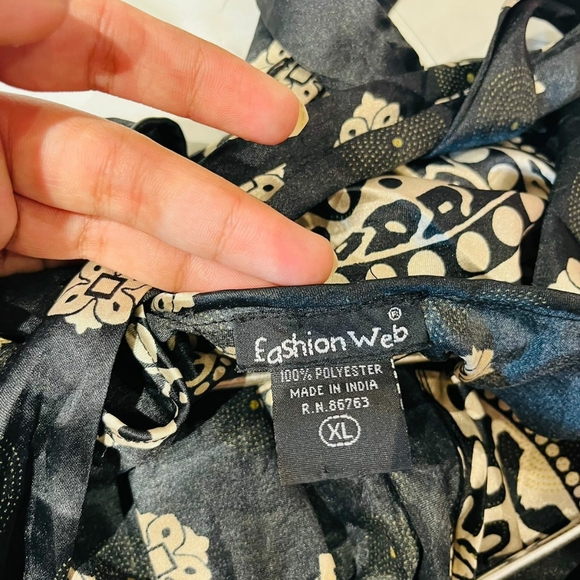 Fashion Web ®
100% POLYESTER
MADE IN INDIA
R.N.86763
XL